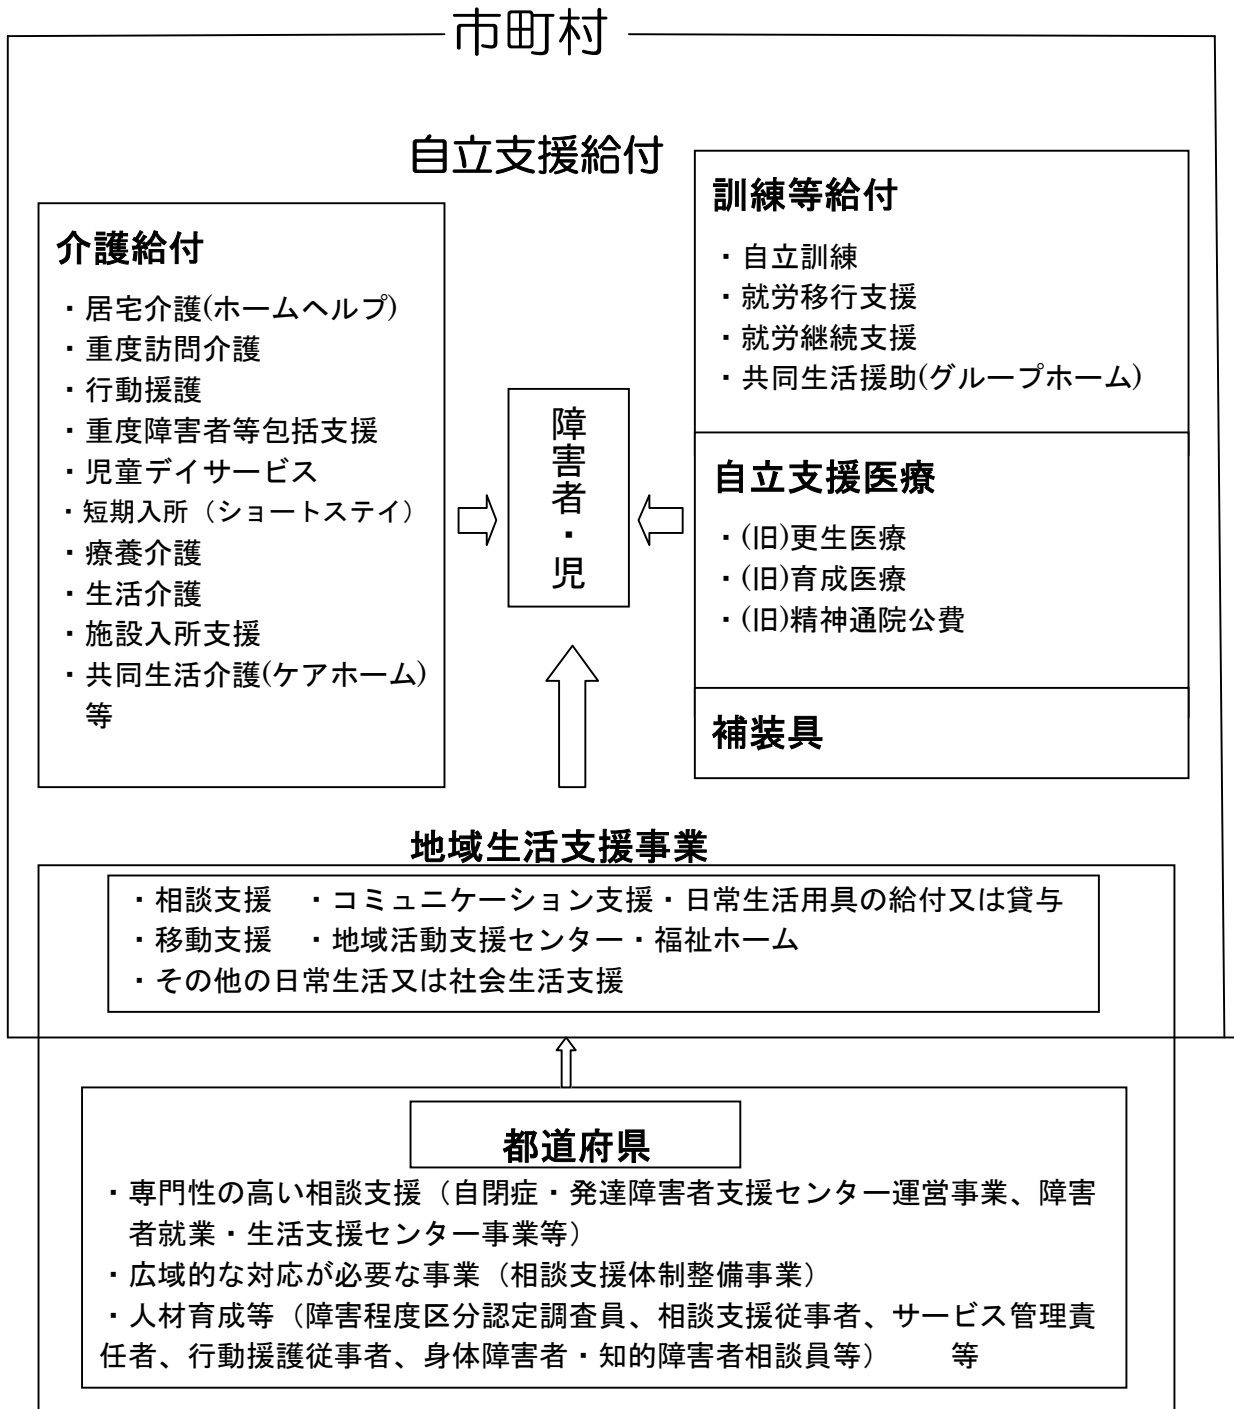 市町村
自立支援給付
介護給付
・居宅介護(ホームヘルプ)
・重度訪問介護
・行動援護
・重度障害者等包括支援
・児童デイサービス
・短期入所（ショートステイ）
・療養介護
・生活介護
・施設入所支援
・共同生活介護(ケアホーム)
等
障害者・児
訓練等給付
・自立訓練
・就労移行支援
・就労継続支援
・共同生活援助(グループホーム)
自立支援医療
・(旧)更生医療
・(旧)育成医療
・(旧)精神通院公費
補装具
地域生活支援事業
・相談支援　・コミュニケーション支援・日常生活用具の給付又は貸与
・移動支援　・地域活動支援センター・福祉ホーム
・その他の日常生活又は社会生活支援
都道府県
・専門性の高い相談支援（自閉症・発達障害者支援センター運営事業、障害
者就業・生活支援センター事業等）
・広域的な対応が必要な事業（相談支援体制整備事業）
・人材育成等（障害程度区分認定調査員、相談支援従事者、サービス管理責
任者、行動援護従事者、身体障害者・知的障害者相談員等）　　等